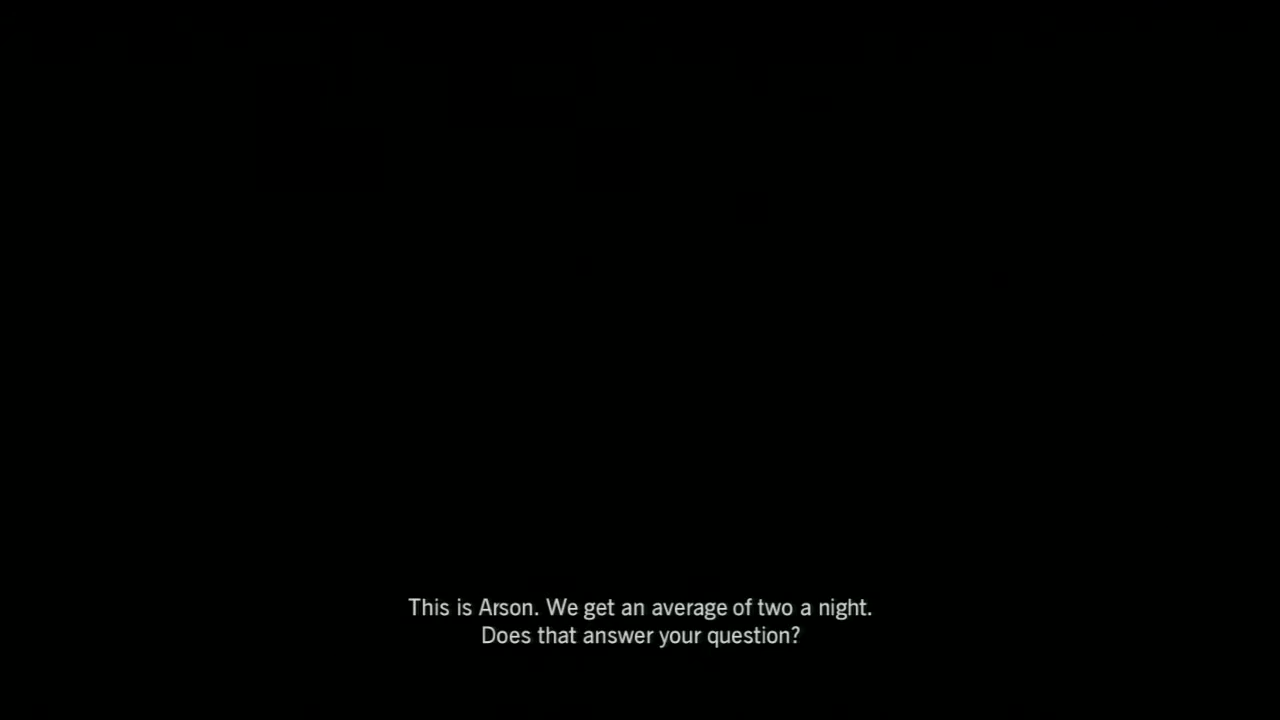 This is Arson. We get an average of two a night.
Does that answer your question?